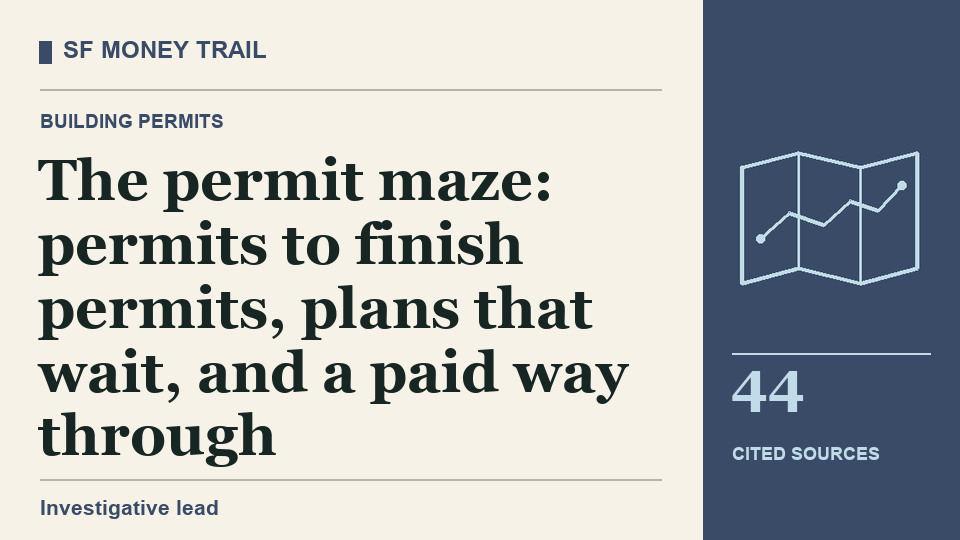 SF MONEY TRAIL
BUILDING PERMITS
The permit maze:
permits to finish
permits, plans that
wait, and a paid way
through
Investigative lead
44
CITED SOURCES